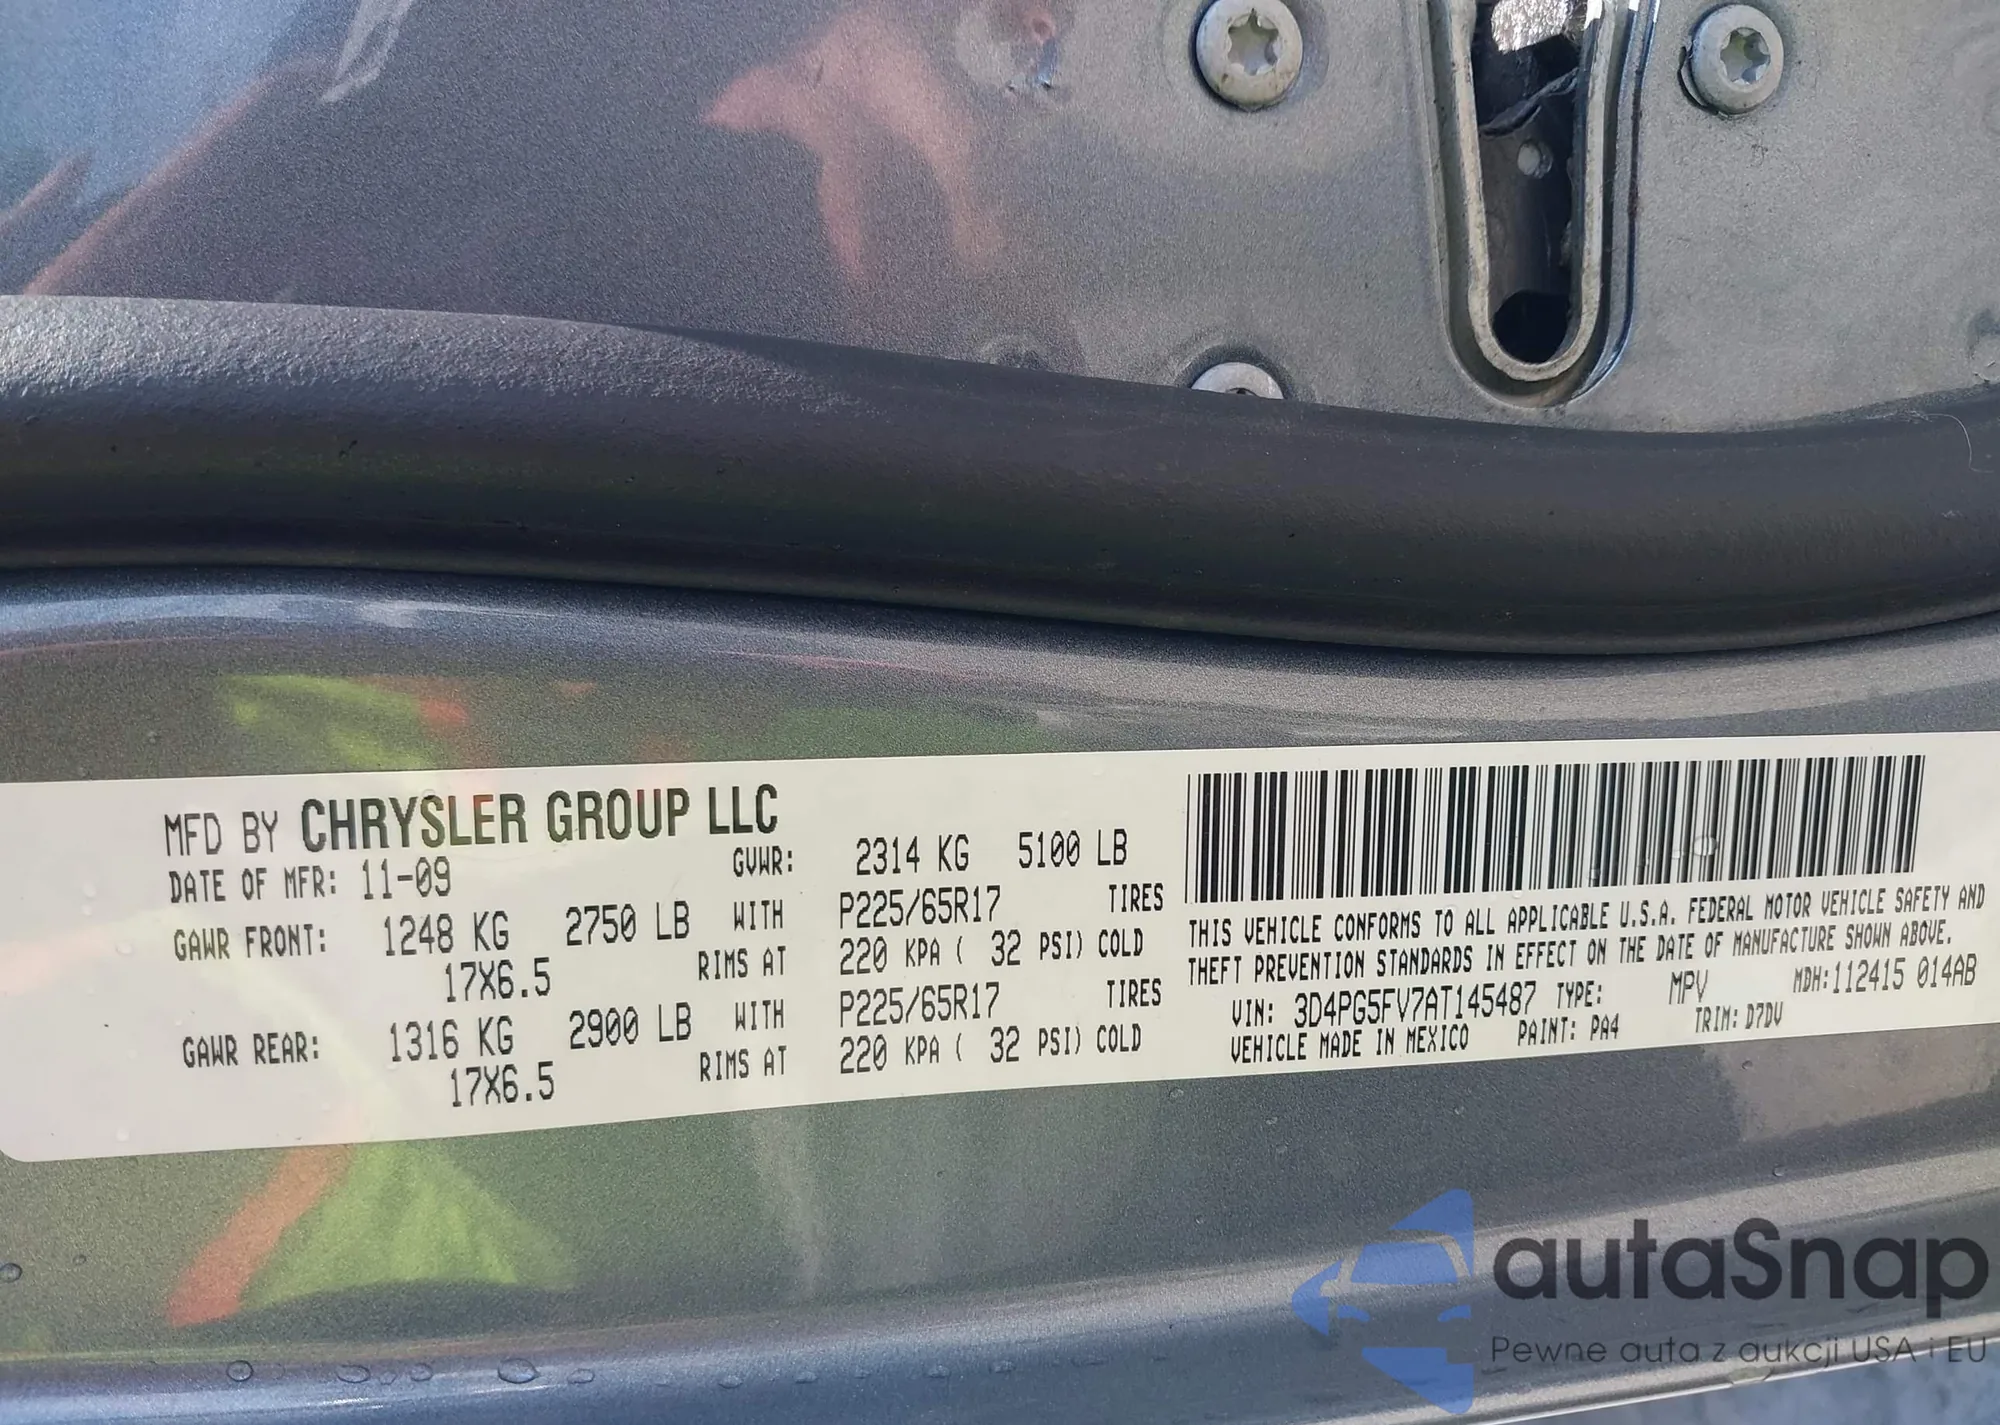 MFD BY CHRYSLER GROUP LLC
DATE OF MFR: 11-09 GVWR: 2314 KG 5100 LB
GAWR FRONT: 1248 KG 2750 LB WITH P225/65R17 TIRES
17X6.5 RIMS AT 220 KPA ( 32 PSI) COLD
GAWR REAR: 1316 KG 2900 LB WITH P225/65R17 TIRES
17X6.5 RIMS AT 220 KPA ( 32 PSI) COLD
THIS VEHICLE CONFORMS TO ALL APPLICABLE U.S.A. FEDERAL MOTOR VEHICLE SAFETY AND
THEFT PREVENTION STANDARDS IN EFFECT ON THE DATE OF MANUFACTURE SHOWN ABOVE.
VIN: 3D4PG5FV7AT145487 TYPE: MPV MDH:112415 014AB
VEHICLE MADE IN MEXICO PAINT: PA4 TRIM: D7DV
autaSnap
Pewne auta z aukcji USA i EU